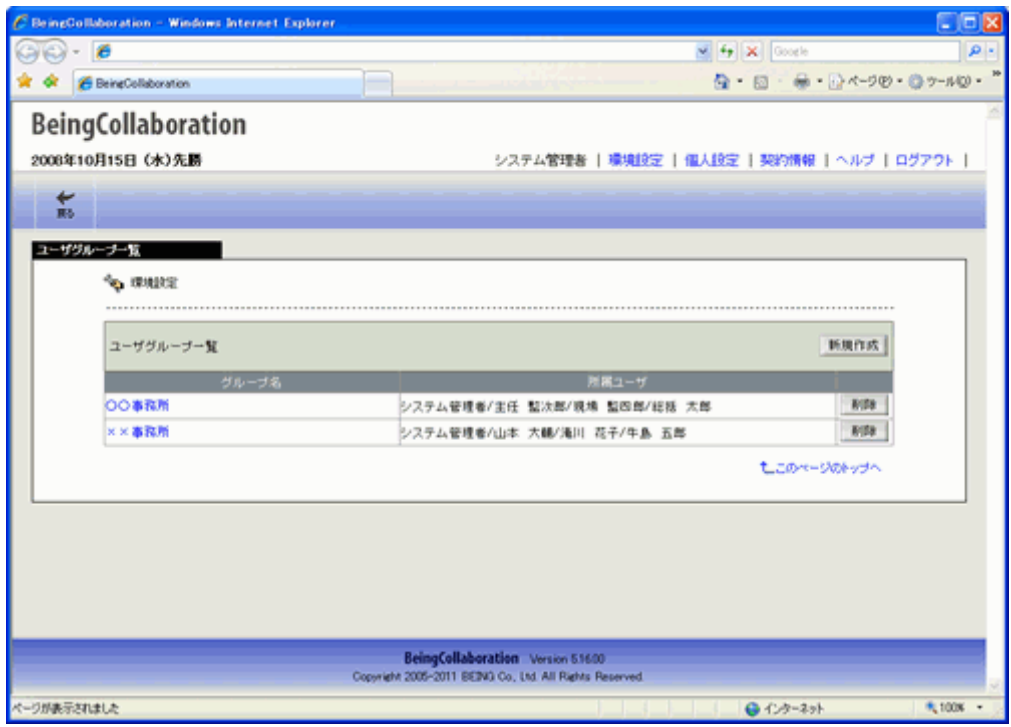 BeingCollaboration - Windows Internet Explorer
Google
BeingCollaboration
ページ(P) ツール(O)
BeingCollaboration
2008年10月15日 (水)先勝
システム管理者 | 環境設定 | 個人設定 | 契約情報 | ヘルプ | ログアウト |
戻る
ユーザグループ一覧
環境設定
ユーザグループ一覧
新規作成
グループ名 所属ユーザ
○○事務所 システム管理者/主任 監次郎/現場 監四郎/総括 太郎 削除
××事務所 システム管理者/山本 大輔/滝川 花子/牛島 五郎 削除
このページのトップへ
BeingCollaboration Version 5.16.00
Copyright 2005-2011 BEING Co., Ltd. All Rights Reserved.
ページが表示されました インターネット 100%